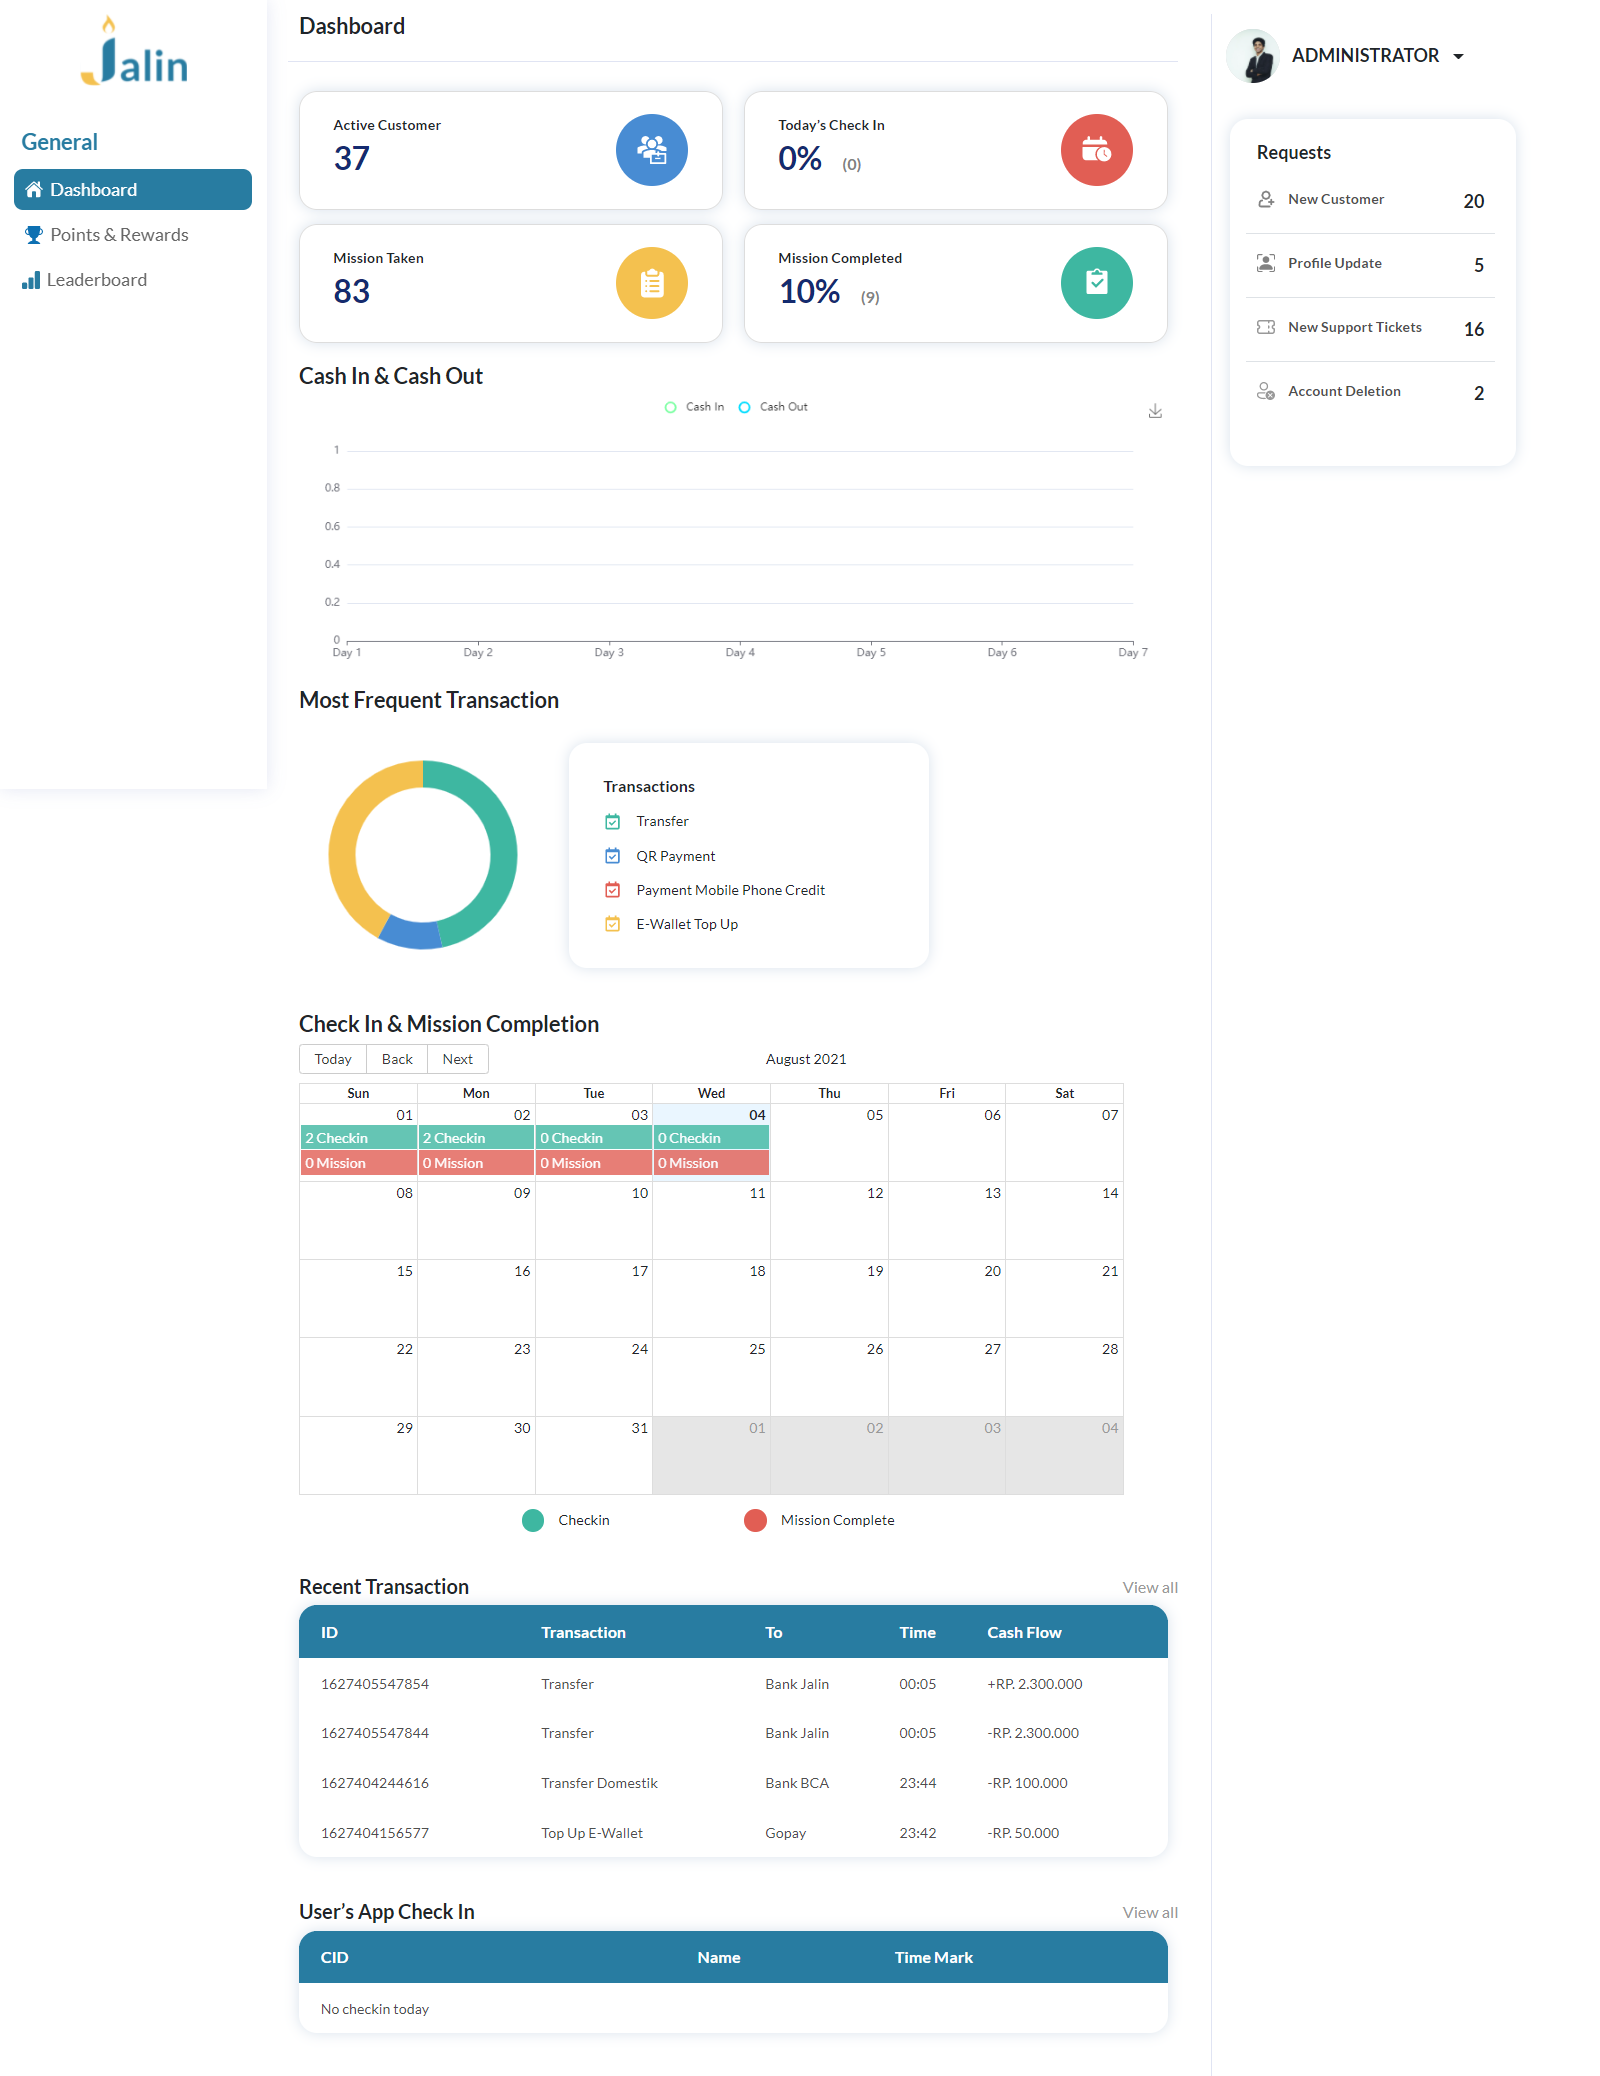 Jalin
General
Dashboard
Points & Rewards
Leaderboard
Dashboard
Active Customer
37
Today's Check In
0% (0)
Mission Taken
83
Mission Completed
10% (9)
Cash In & Cash Out
Cash In Cash Out
1
0.8
0.6
0.4
0.2
0
Day 1 Day 2 Day 3 Day 4 Day 5 Day 6 Day 7
Most Frequent Transaction
Transactions
Transfer
QR Payment
Payment Mobile Phone Credit
E-Wallet Top Up
Check In & Mission Completion
Today Back Next August 2021
Sun Mon Tue Wed Thu Fri Sat
01 02 03 04 05 06 07
2 Checkin 2 Checkin 0 Checkin 0 Checkin
0 Mission 0 Mission 0 Mission 0 Mission
08 09 10 11 12 13 14
15 16 17 18 19 20 21
22 23 24 25 26 27 28
29 30 31 01 02 03 04
Checkin Mission Complete
Recent Transaction View all
ID Transaction To Time Cash Flow
1627405547854 Transfer Bank Jalin 00:05 +RP. 2.300.000
1627405547844 Transfer Bank Jalin 00:05 -RP. 2.300.000
1627404244616 Transfer Domestik Bank BCA 23:44 -RP. 100.000
1627404156577 Top Up E-Wallet Gopay 23:42 -RP. 50.000
User’s App Check In View all
CID Name Time Mark
No checkin today
ADMINISTRATOR
Requests
New Customer 20
Profile Update 5
New Support Tickets 16
Account Deletion 2